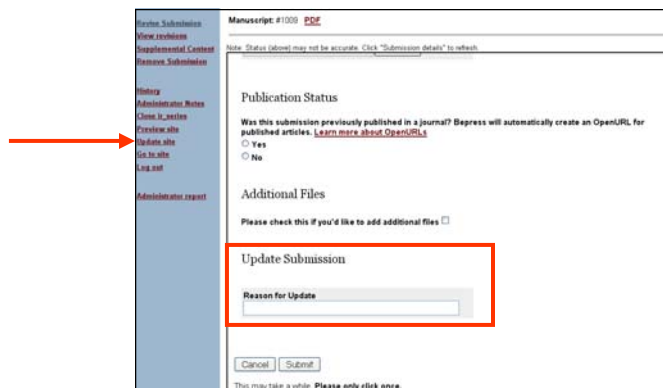 Revise Submission
View revisions
Supplemental Content
Remove Submission
History
Administrator Notes
Clone ir_series
Preview site
Update site
Go to site
Log out
Administrator report
Manuscript: #1009 PDF
Note: Status (above) may not be accurate. Click "Submission details" to refresh.
Publication Status
Was this submission previously published in a journal? Bepress will automatically create an OpenURL for
published articles. Learn more about OpenURLs
Yes
No
Additional Files
Please check this if you'd like to add additional files
Update Submission
Reason for Update
Cancel Submit
This may take a while. Please only click once.